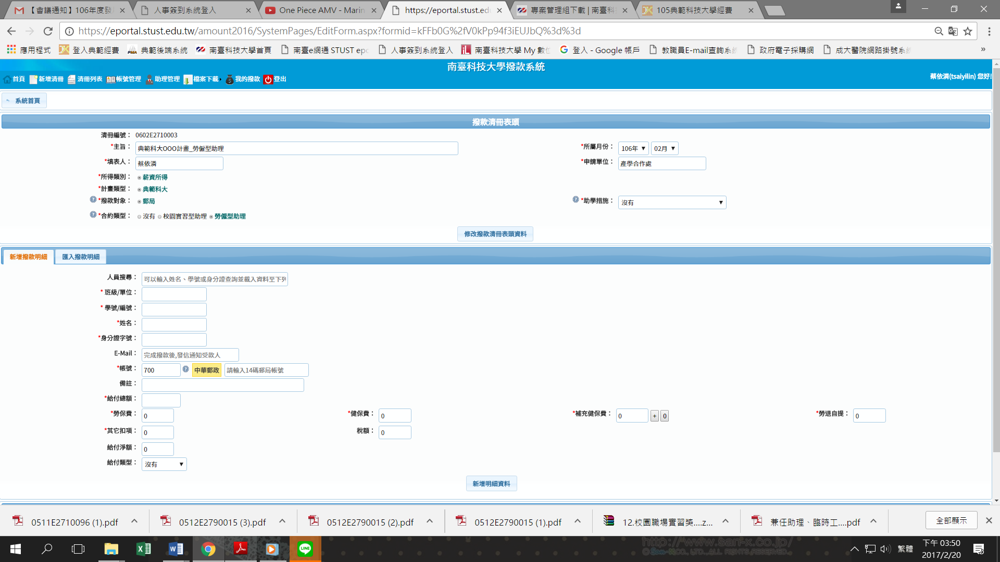 【會議通知】106年度發
人事簽到系統登入
One Piece AMV - Marin
https://eportal.stust.ed
專案管理組下載 | 南臺科
105典範科技大學經費
https://eportal.stust.edu.tw/amount2016/SystemPages/EditForm.aspx?formid=kFFb0G%2fV0kPp94f3iEUJbQ%3d%3d
應用程式 登入典範經費 典範後端系統 南臺科技大學首頁 南臺e網通 STUST epo 人事簽到系統登入 南臺科技大學 My 數位 登入 - Google 帳戶 教職員E-mail查詢系統 政府電子採購網 成大醫院網路掛號系統 »
南臺科技大學撥款系統
首頁 新增清冊 清冊列表 帳號管理 助理管理 檔案下載 我的撥款 登出
蔡依潾(tsaiyilin) 您好!
系統首頁
撥款清冊表頭
清冊編號: 0602E2710003
*主旨: 典範科大OOO計畫_勞僱型助理 *所屬月份: 106年 02月
*填表人: 蔡依潾 *申請單位: 產學合作處
*所得類別: 薪資所得
*計畫類型: 典範科大
*撥款對象: 郵局 *助學措施: 沒有
*合約類型: 沒有 校園實習型助理 勞僱型助理
修改撥款清冊表頭資料
新增撥款明細 匯入撥款明細
人員搜尋: 可以輸入姓名、學號或身分證查詢並載入資料至下列
* 班級/單位:
* 學號/編號:
*姓名:
*身分證字號:
E-Mail: 完成撥款後,發信通知受款人
*帳號: 700 中華郵政 請輸入14碼郵局帳號
備註:
*給付總額:
*勞保費: 0 *健保費: 0 *補充健保費: 0 + 0 *勞退自提: 0
*其它扣項: 0 稅額: 0
給付淨額: 0
給付類型: 沒有
新增明細資料
0511E2710096 (1).pdf 0512E2790015 (3).pdf 0512E2790015 (2).pdf 0512E2790015 (1).pdf 12.校園職場實習獎....z... 兼任助理、臨時工....pdf 全部顯示
http://www.san-x.co.jp/
繁體
下午 03:50
2017/2/20